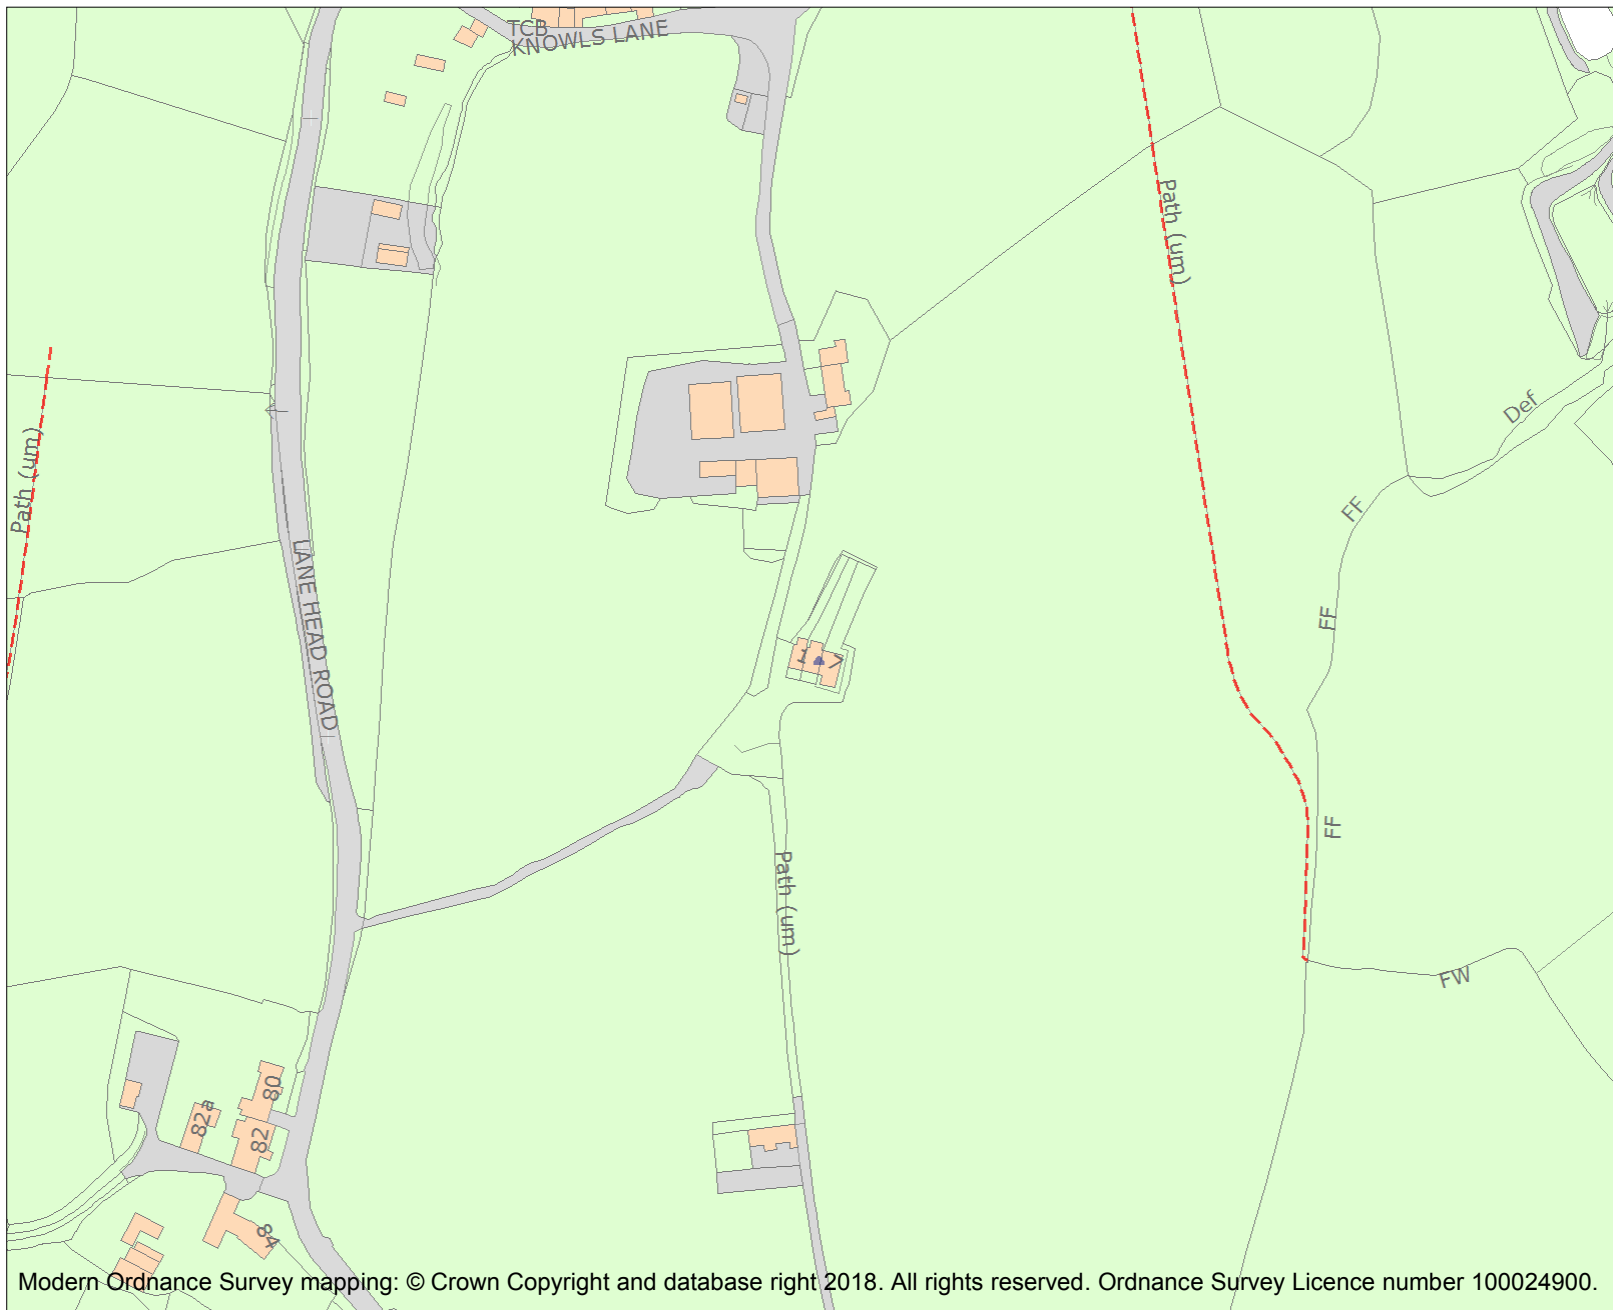 TCB
KNOWLS LANE
Path (um)
Def
Path (um)
FF
LANE HEAD ROAD
FF
1
7
FF
Path (um)
FW
80
82a
82
84
Modern Ordnance Survey mapping: © Crown Copyright and database right 2018. All rights reserved. Ordnance Survey Licence number 100024900.